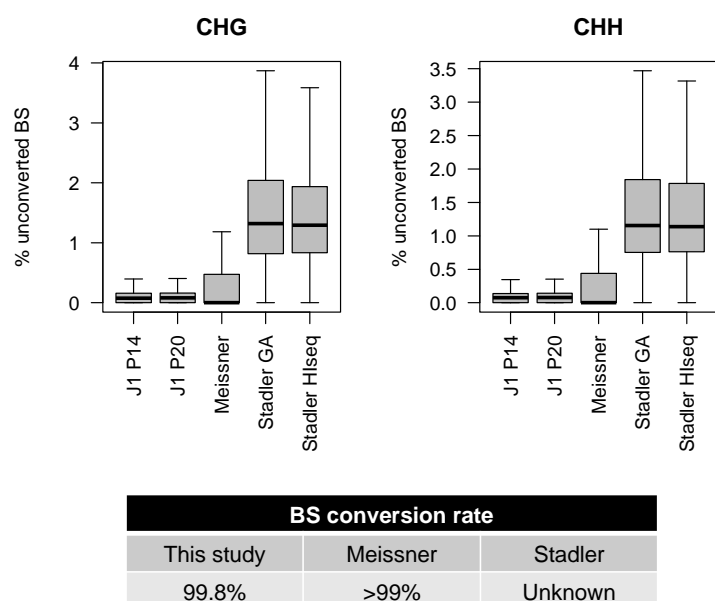 CHG
% unconverted BS
4
3
2
1
0
J1 P14
J1 P20
Meissner
Stadler GA
Stadler HIseq
CHH
% unconverted BS
3.5
3.0
2.5
2.0
1.5
1.0
0.5
0.0
J1 P14
J1 P20
Meissner
Stadler GA
Stadler HIseq
BS conversion rate
This study Meissner Stadler
99.8% >99% Unknown